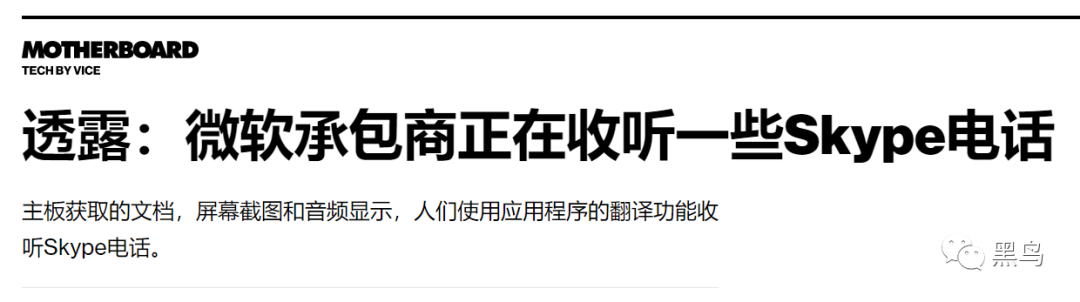 MOTHERBOARD
TECH BY VICE
透露：微软承包商正在收听一些Skype电话
主板获取的文档，屏幕截图和音频显示，人们使用应用程序的翻译功能收
听Skype电话。
黑鸟